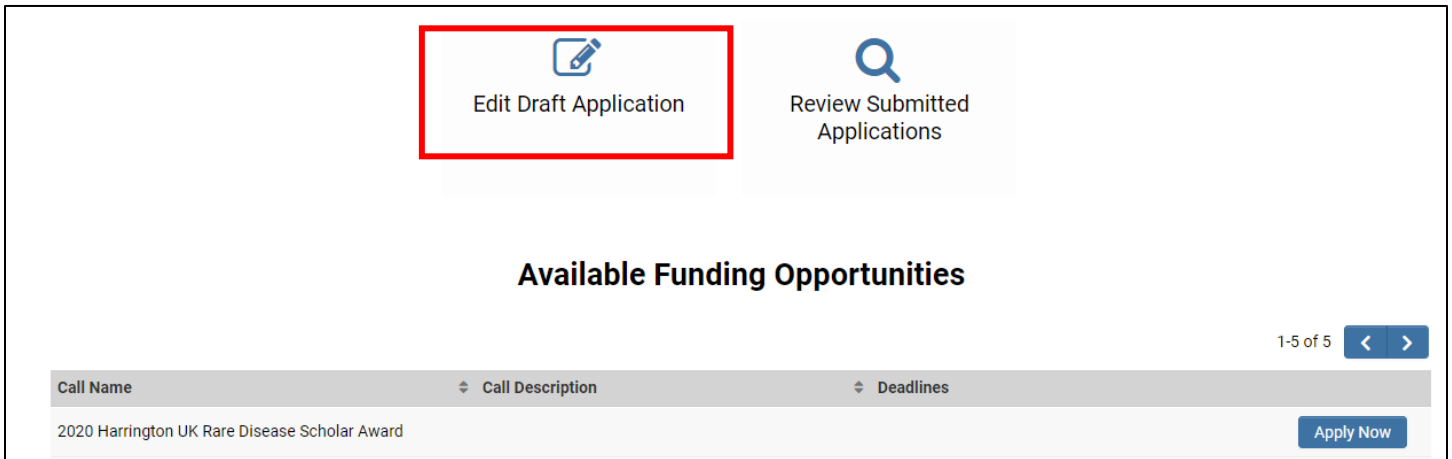 Edit Draft Application
Review Submitted
Applications
Available Funding Opportunities
1-5 of 5
Call Name
Call Description
Deadlines
2020 Harrington UK Rare Disease Scholar Award
Apply Now